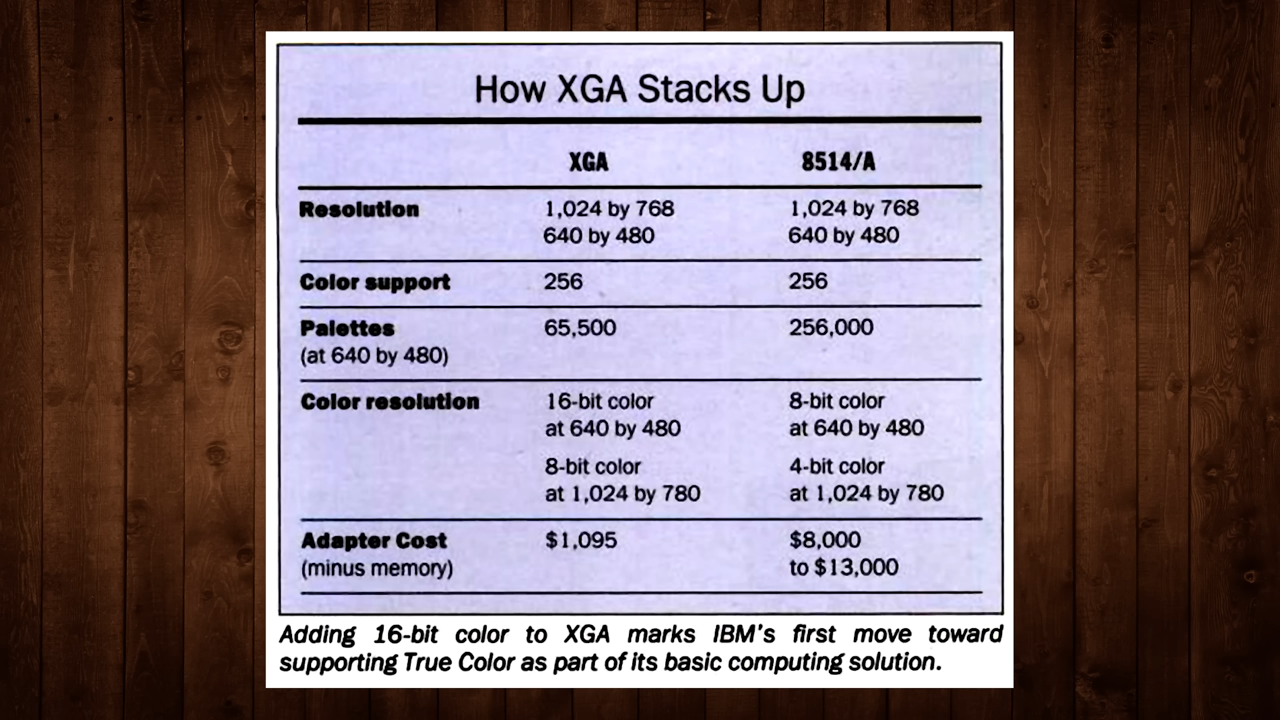 How XGA Stacks Up
XGA 8514/A
Resolution 1,024 by 768 1,024 by 768
640 by 480 640 by 480
Color support 256 256
Palettes 65,500 256,000
(at 640 by 480)
Color resolution 16-bit color 8-bit color
at 640 by 480 at 640 by 480
8-bit color 4-bit color
at 1,024 by 780 at 1,024 by 780
Adapter Cost $1,095 $8,000
(minus memory) to $13,000
Adding 16-bit color to XGA marks IBM's first move toward
supporting True Color as part of its basic computing solution.